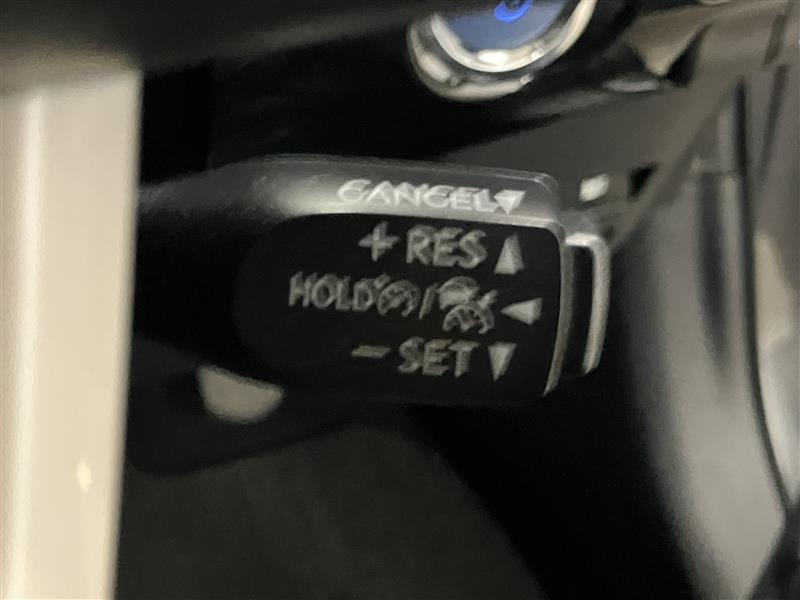 CANCEL▼
+ RES ▲
HOLD / ◀
− SET ▼